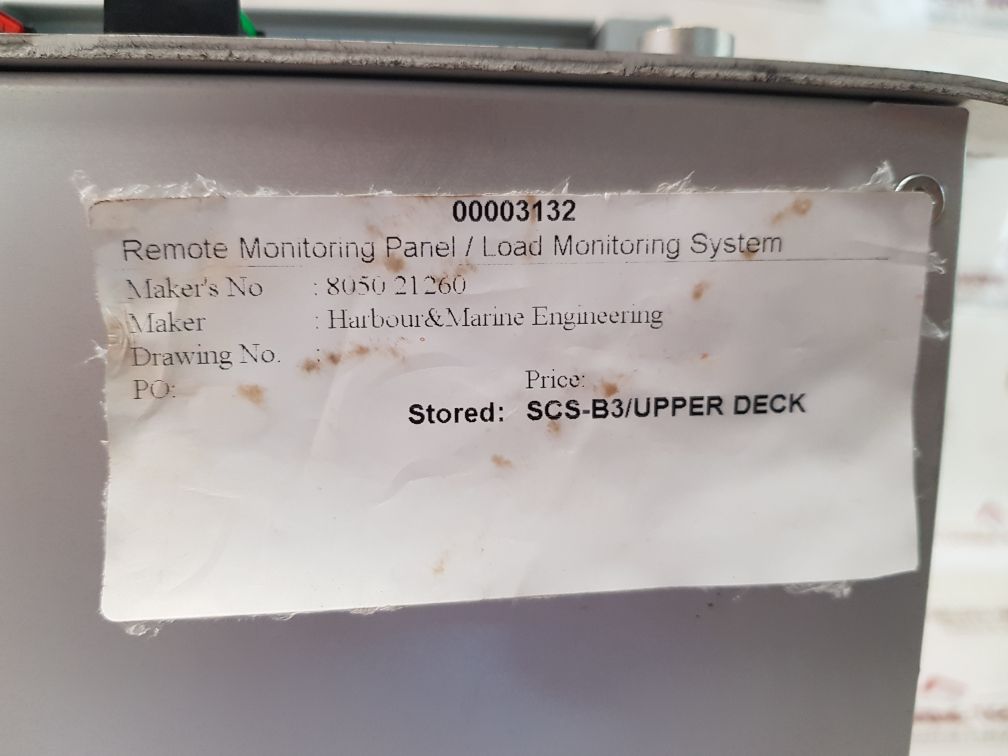 00003132
Remote Monitoring Panel / Load Monitoring System
Maker's No : 8050 21260
Maker : Harbour&Marine Engineering
Drawing No. :
PO: Price:
Stored: SCS-B3/UPPER DECK